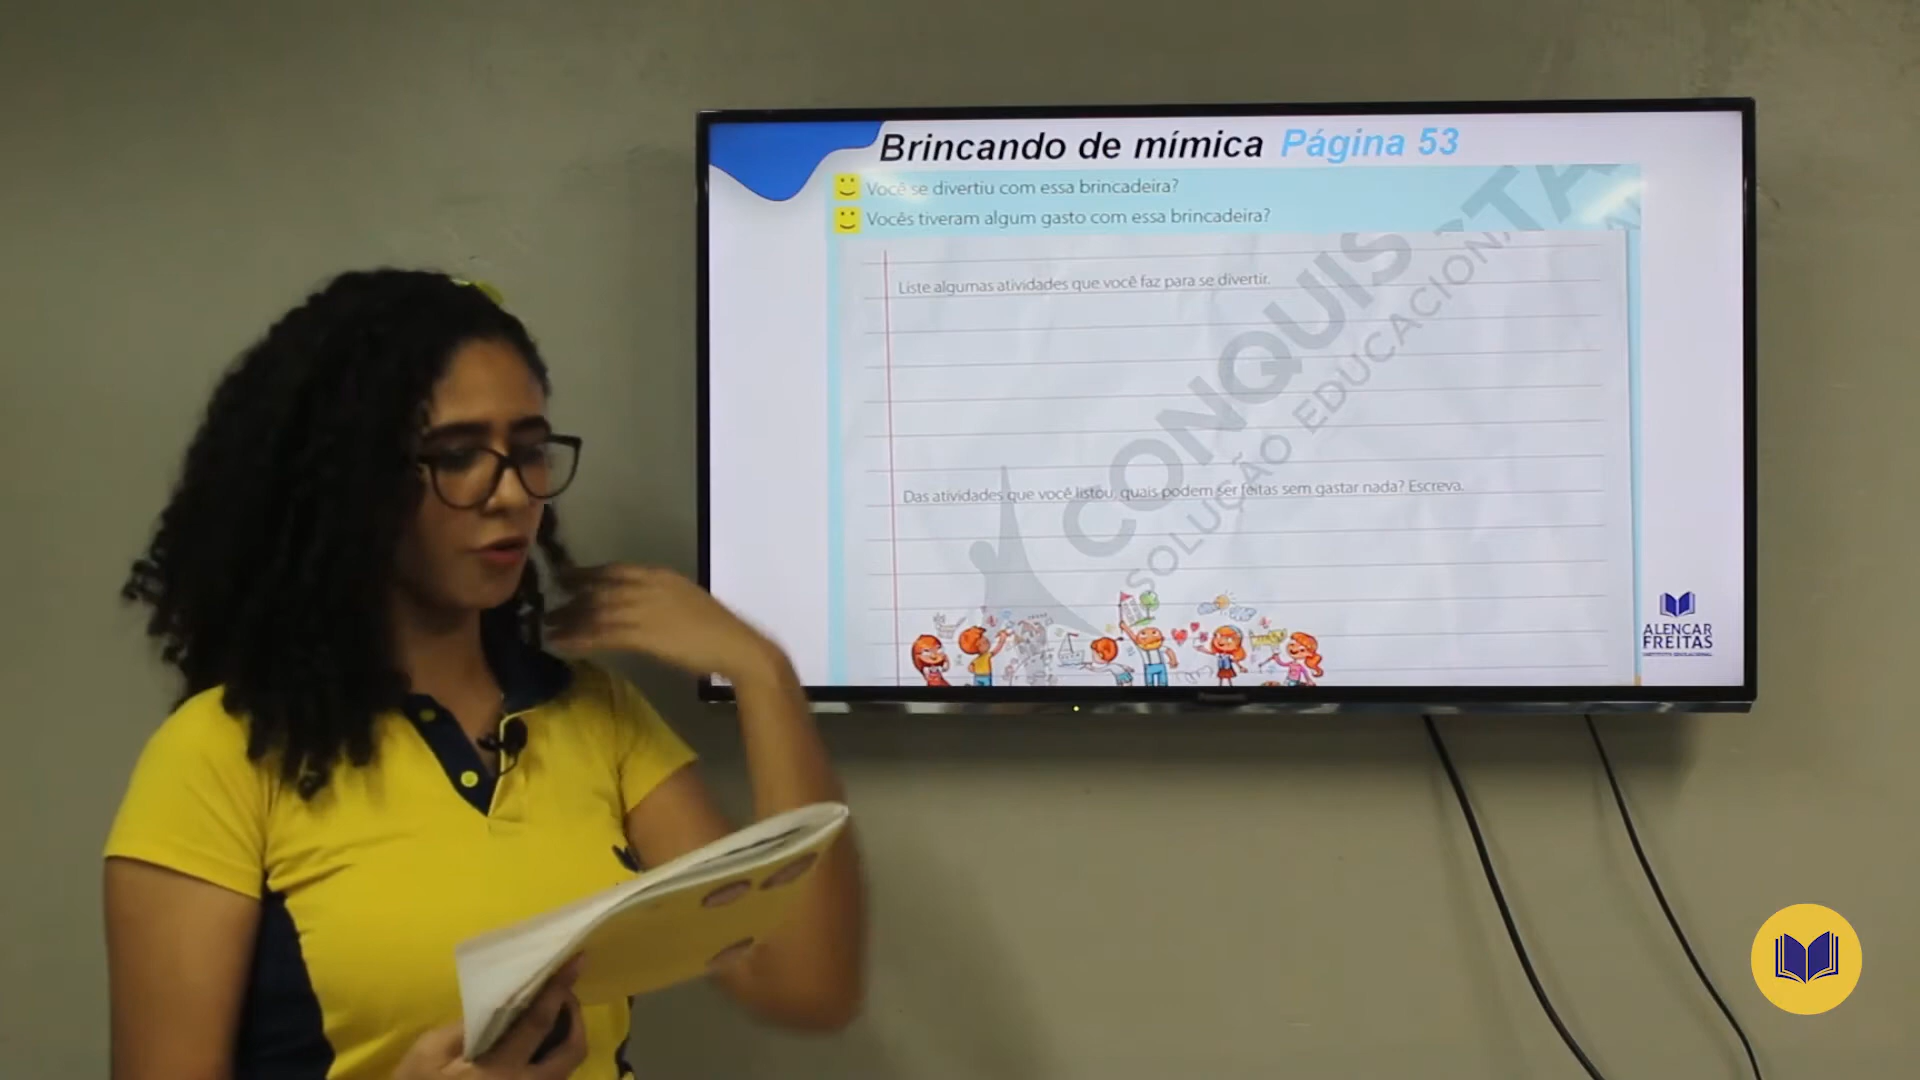 Brincando de mímica Página 53
Você se divertiu com essa brincadeira?
Vocês tiveram algum gasto com essa brincadeira?
Liste algumas atividades que você faz para se divertir.
Das atividades que você listou, quais podem ser feitas sem gastar nada? Escreva.
CONQUISTA
SOLUÇÃO EDUCACIONAL
ALENCAR
FREITAS